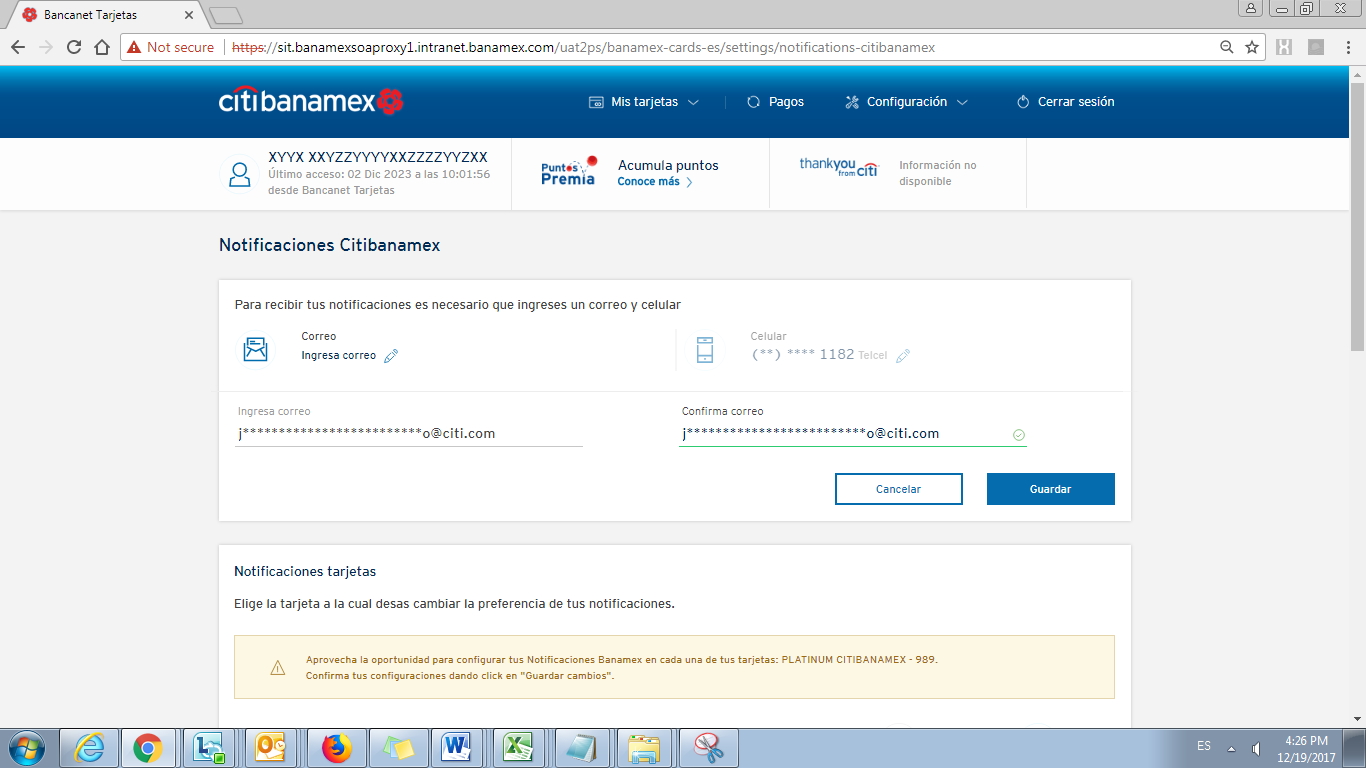 Bancanet Tarjetas
Not secure https://sit.banamexsoaproxy1.intranet.banamex.com/uat2ps/banamex-cards-es/settings/notifications-citibanamex
citibanamex
Mis tarjetas
Pagos
Configuración
Cerrar sesión
XYYX XXYZZYYYYXXZZZZYYZXX
Último acceso: 02 Dic 2023 a las 10:01:56
desde Bancanet Tarjetas
Puntos
Premia
Acumula puntos
Conoce más
thankyou
from citi
Información no
disponible
Notificaciones Citibanamex
Para recibir tus notificaciones es necesario que ingreses un correo y celular
Correo
Ingresa correo
Celular
(**) **** 1182 Telcel
Ingresa correo
j*************************o@citi.com
Confirma correo
j*************************o@citi.com
Cancelar
Guardar
Notificaciones tarjetas
Elige la tarjeta a la cual desas cambiar la preferencia de tus notificaciones.
Aprovecha la oportunidad para configurar tus Notificaciones Banamex en cada una de tus tarjetas: PLATINUM CITIBANAMEX - 989.
Confirma tus configuraciones dando click en "Guardar cambios".
ES
4:26 PM
12/19/2017